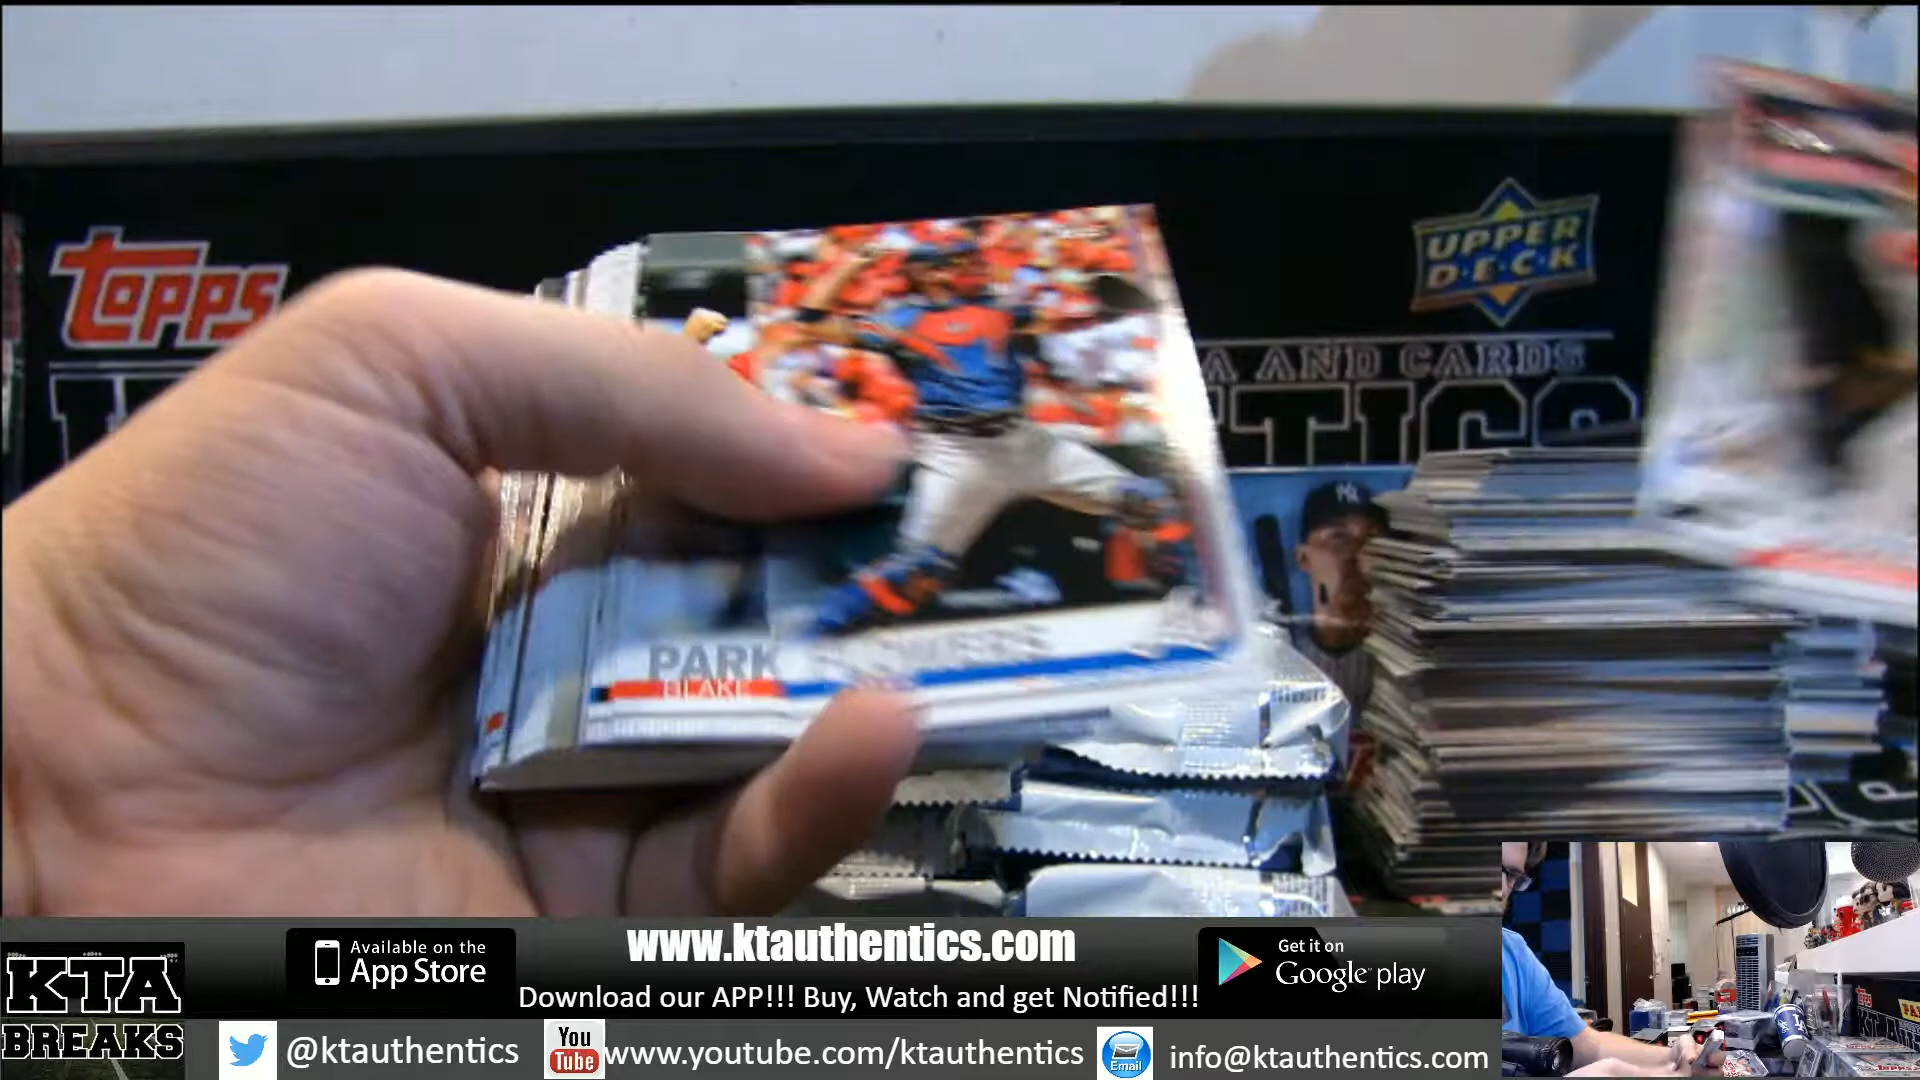 Topps
UPPER
D·E·C·K
A AND CARDS
TICS
PARK
BLAKE
www.ktauthentics.com
Available on the
App Store
Get it on
Google play
Download our APP!!! Buy, Watch and get Notified!!!
KTA
BREAKS
@ktauthentics
You
Tube
www.youtube.com/ktauthentics
Email
info@ktauthentics.com